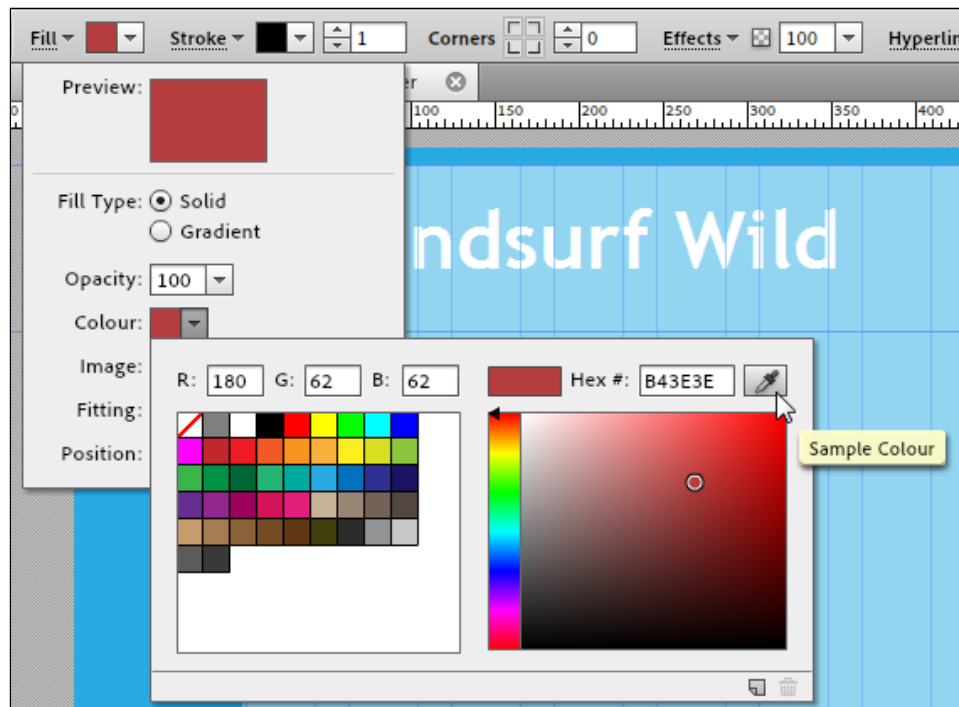 Fill Stroke 1 Corners 0 Effects 100 Hyperlin
er
0 100 150 200 250 300 350 400
Preview:
Fill Type: Solid
Gradient
ndsurf Wild
Opacity: 100
Colour:
Image:
R: 180 G: 62 B: 62 Hex #: B43E3E
Fitting:
Position:
Sample Colour